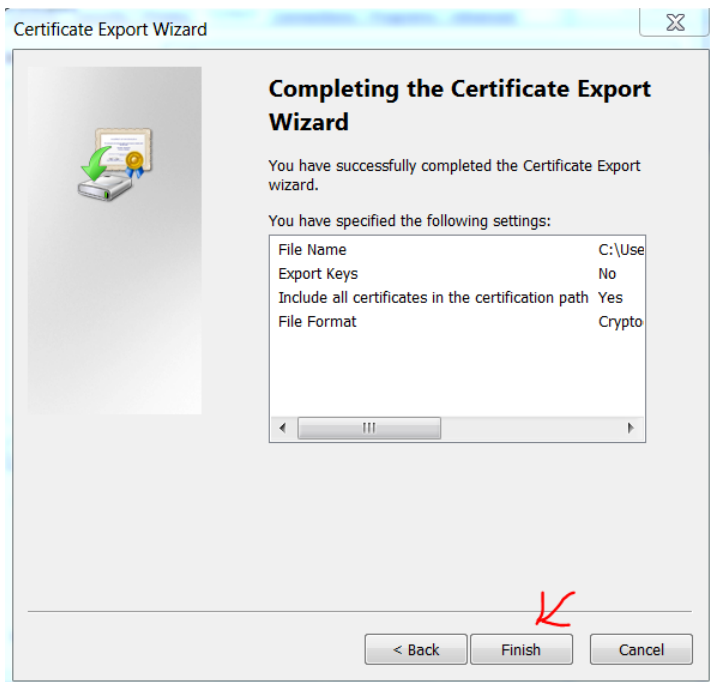 Certificate Export Wizard
Completing the Certificate Export
Wizard
You have successfully completed the Certificate Export
wizard.
You have specified the following settings:
File Name C:\Use
Export Keys No
Include all certificates in the certification path Yes
File Format Crypto
< Back Finish Cancel